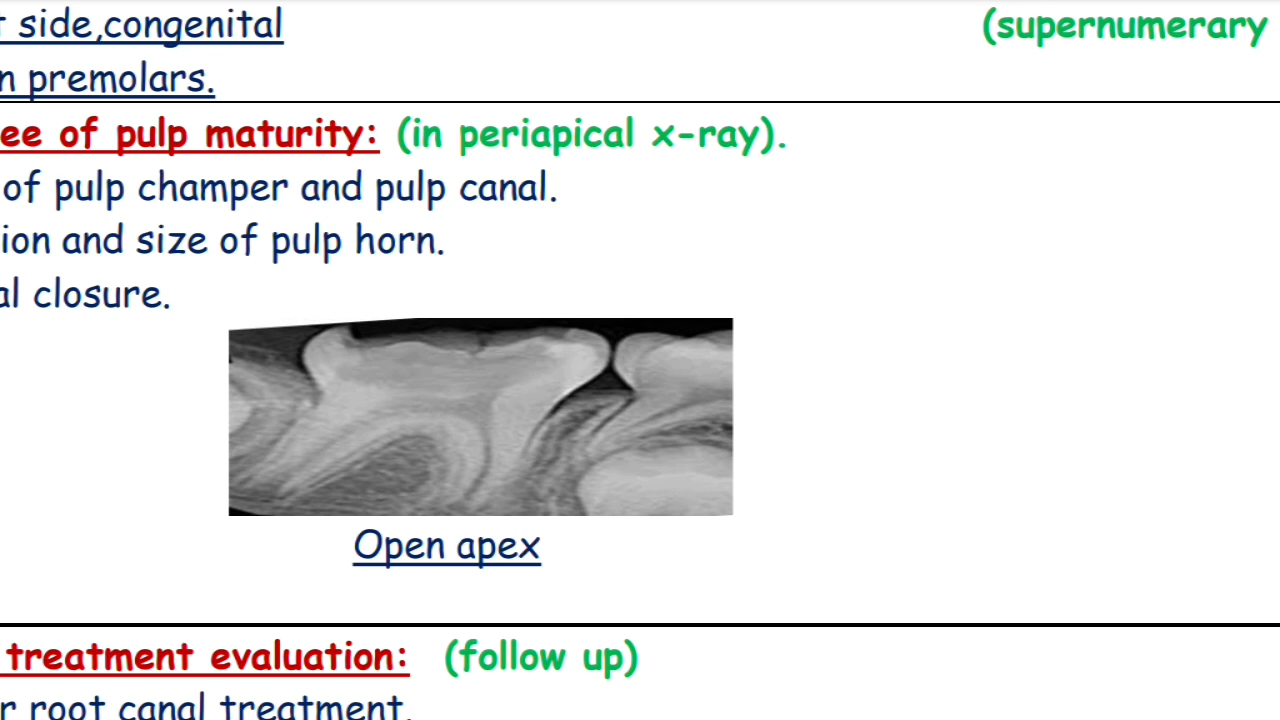 t side,congenital (supernumerary
n premolars.
ee of pulp maturity: (in periapical x-ray).
of pulp champer and pulp canal.
ion and size of pulp horn.
al closure.
Open apex
treatment evaluation: (follow up)
r root canal treatment.